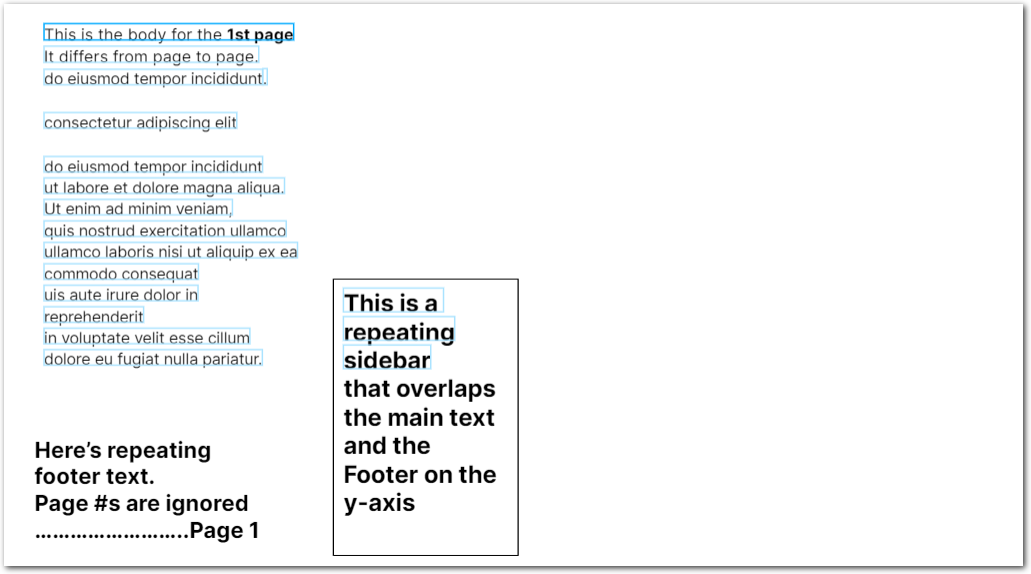 This is the body for the 1st page
It differs from page to page.
do eiusmod tempor incididunt.
consectetur adipiscing elit
do eiusmod tempor incididunt
ut labore et dolore magna aliqua.
Ut enim ad minim veniam,
quis nostrud exercitation ullamco
ullamco laboris nisi ut aliquip ex ea
commodo consequat
uis aute irure dolor in
reprehenderit
in voluptate velit esse cillum
dolore eu fugiat nulla pariatur.
This is a
repeating
sidebar
that overlaps
the main text
and the
Footer on the
y-axis
Here’s repeating
footer text.
Page #s are ignored
……………………..Page 1